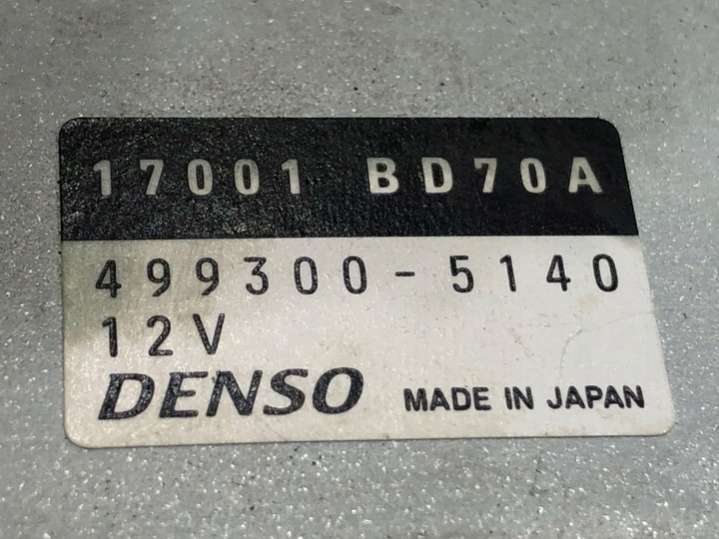 17001 BD70A
499300-5140
12V
DENSO MADE IN JAPAN